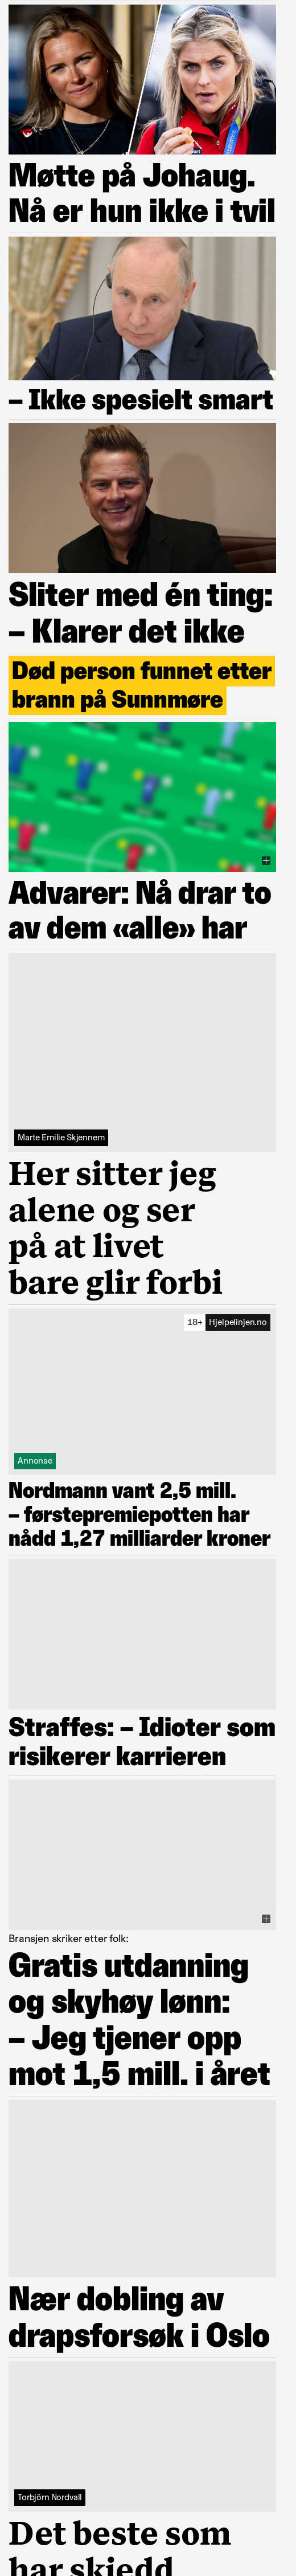 Møtte på Johaug.
Nå er hun ikke i tvil
– Ikke spesielt smart
Sliter med én ting:
– Klarer det ikke
Død person funnet etter
brann på Sunnmøre
Advarer: Nå drar to
av dem «alle» har
Marte Emilie Skjennem
Her sitter jeg
alene og ser
på at livet
bare glir forbi
18+ Hjelpelinjen.no
Annonse
Nordmann vant 2,5 mill.
– førstepremiepotten har
nådd 1,27 milliarder kroner
Straffes: – Idioter som
risikerer karrieren
Bransjen skriker etter folk:
Gratis utdanning
og skyhøy lønn:
– Jeg tjener opp
mot 1,5 mill. i året
Nær dobling av
drapsforsøk i Oslo
Torbjörn Nordvall
Det beste som
har skjedd